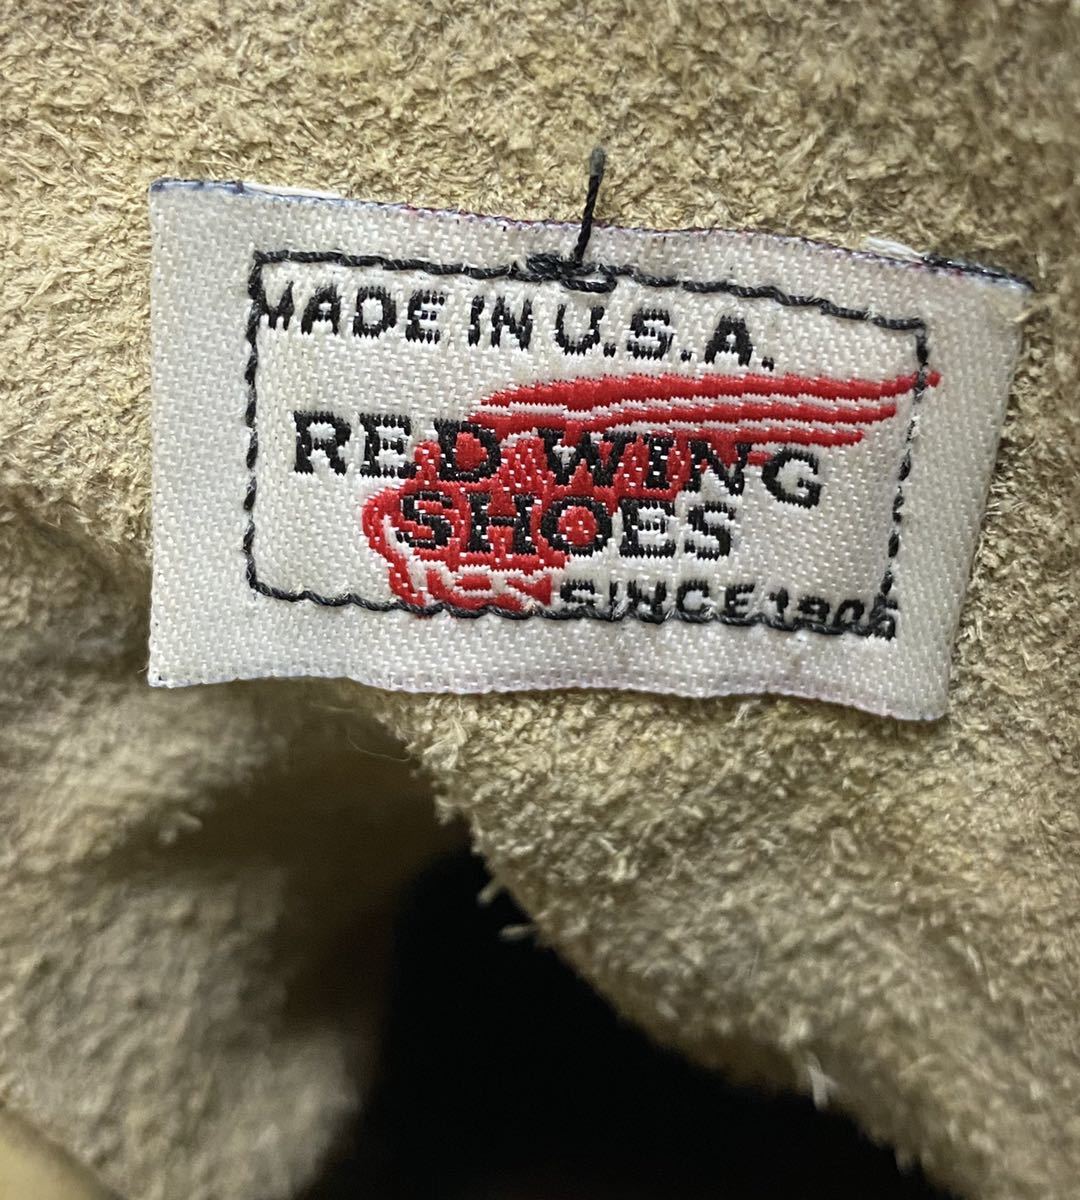 MADE IN U.S.A.
RED WING
SHOES
SINCE 1905